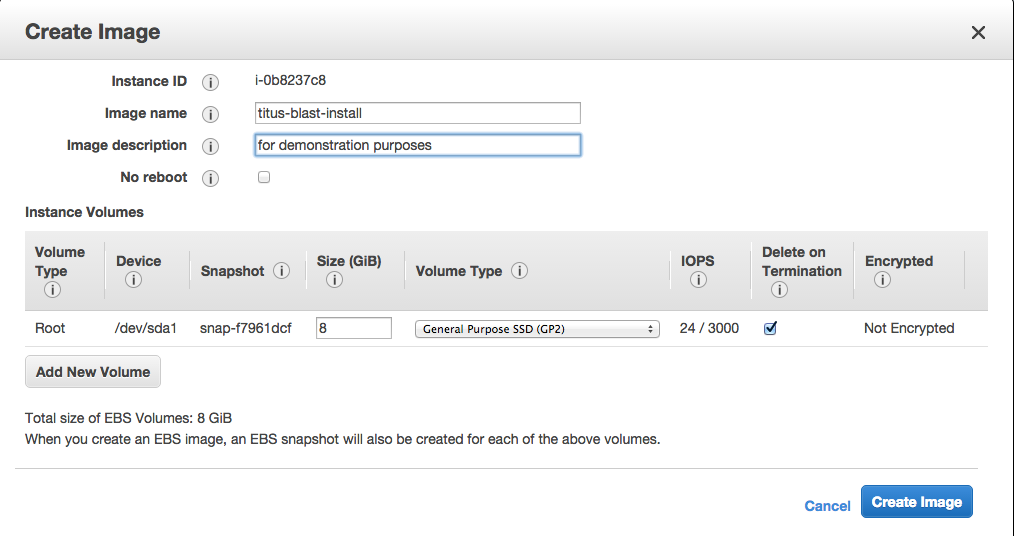 Create Image
Instance ID i-0b8237c8
Image name titus-blast-install
Image description for demonstration purposes
No reboot
Instance Volumes
Volume Type Device Snapshot Size (GiB) Volume Type IOPS Delete on Termination Encrypted
Root /dev/sda1 snap-f7961dcf 8 General Purpose SSD (GP2) 24 / 3000 Not Encrypted
Add New Volume
Total size of EBS Volumes: 8 GiB
When you create an EBS image, an EBS snapshot will also be created for each of the above volumes.
Cancel Create Image